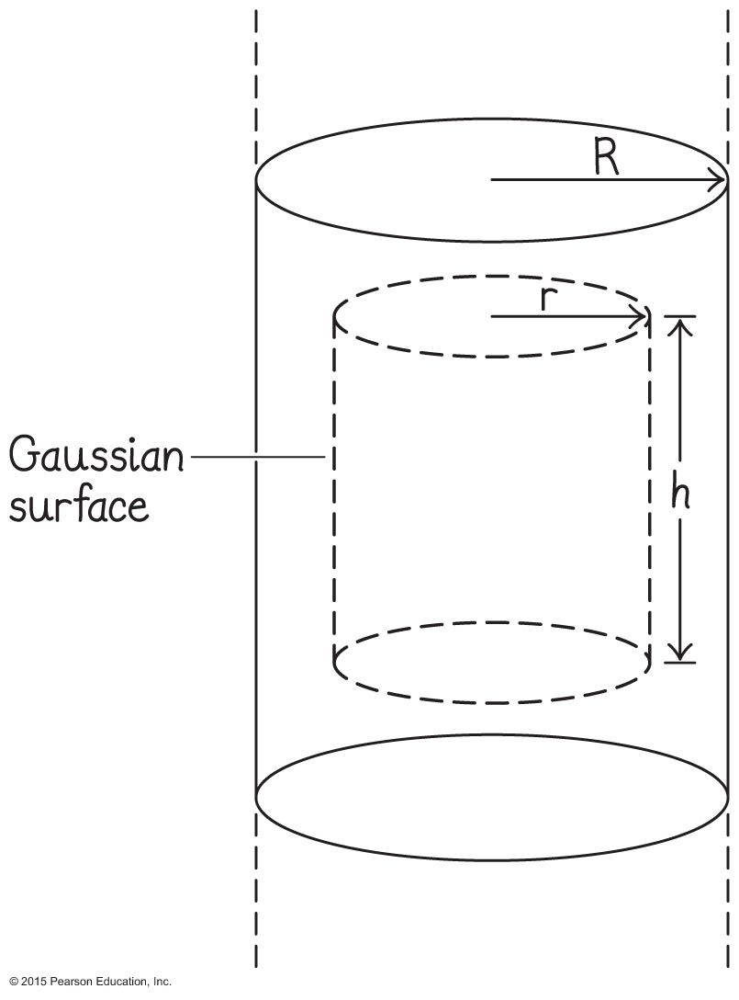 R
r
Gaussian
surface
h
© 2015 Pearson Education, Inc.